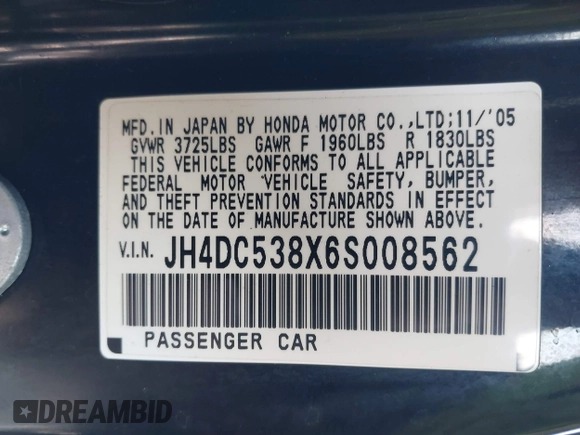 MFD. IN JAPAN BY HONDA MOTOR CO.,LTD;11/'05
GVWR 3725LBS GAWR F 1960LBS R 1830LBS
THIS VEHICLE CONFORMS TO ALL APPLICABLE
FEDERAL MOTOR VEHICLE SAFETY, BUMPER,
AND THEFT PREVENTION STANDARDS IN EFFECT
ON THE DATE OF MANUFACTURE SHOWN ABOVE.
V.I.N. JH4DC538X6S008562
PASSENGER CAR
DREAMBID